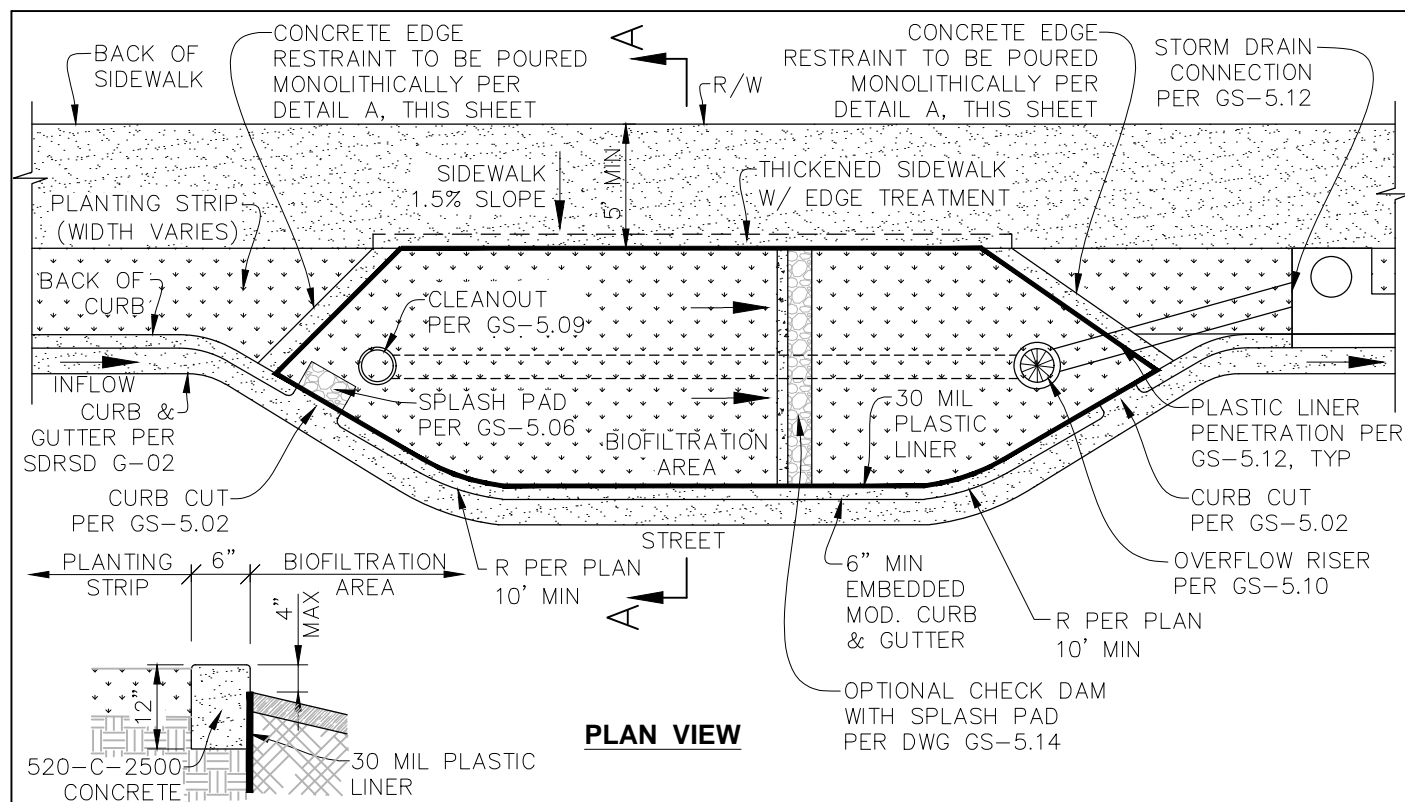 BACK OF
SIDEWALK
CONCRETE EDGE
RESTRAINT TO BE POURED
MONOLITHICALLY PER
DETAIL A, THIS SHEET
A
R/W
CONCRETE EDGE
RESTRAINT TO BE POURED
MONOLITHICALLY PER
DETAIL A, THIS SHEET
STORM DRAIN
CONNECTION
PER GS-5.12
PLANTING STRIP
(WIDTH VARIES)
SIDEWALK
1.5% SLOPE
5' MIN
THICKENED SIDEWALK
W/ EDGE TREATMENT
BACK OF
CURB
CLEANOUT
PER GS-5.09
INFLOW
CURB &
GUTTER PER
SDRSD G-02
SPLASH PAD
PER GS-5.06
BIOFILTRATION
AREA
30 MIL
PLASTIC
LINER
PLASTIC LINER
PENETRATION PER
GS-5.12, TYP
CURB CUT
PER GS-5.02
CURB CUT
PER GS-5.02
STREET
R PER PLAN
10' MIN
A
6" MIN
EMBEDDED
MOD. CURB
& GUTTER
OVERFLOW RISER
PER GS-5.10
R PER PLAN
10' MIN
OPTIONAL CHECK DAM
WITH SPLASH PAD
PER DWG GS-5.14
PLANTING
STRIP
6"
BIOFILTRATION
AREA
4"
MAX
12"
520-C-2500
CONCRETE
30 MIL PLASTIC
LINER
PLAN VIEW